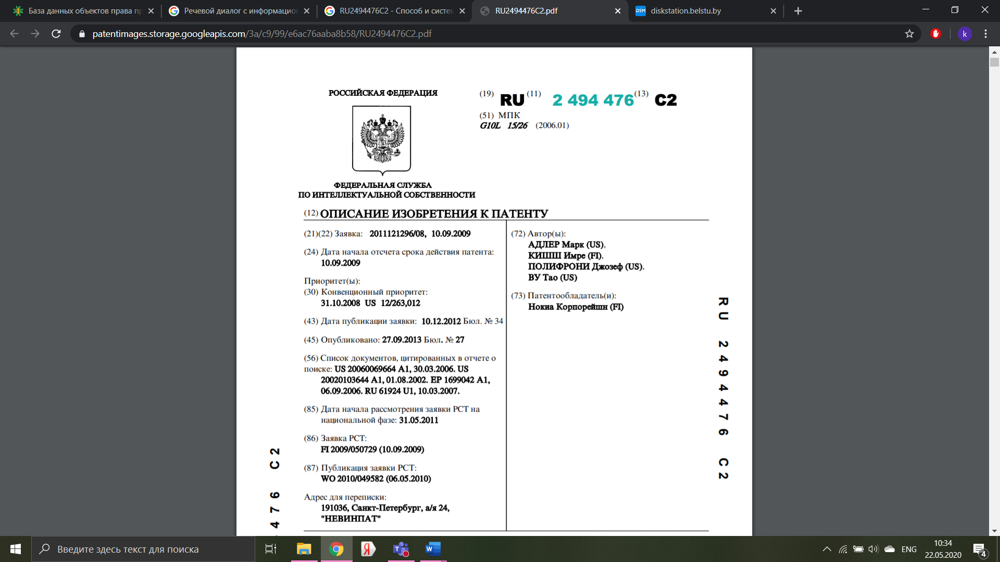 База данных объектов права пр
Речевой диалог с информацион
RU2494476C2 - Способ и систем
RU2494476C2.pdf
DSM
diskstation.belstu.by
patentimages.storage.googleapis.com/3a/c9/99/e6ac76aaba8b58/RU2494476C2.pdf
k
РОССИЙСКАЯ ФЕДЕРАЦИЯ
ФЕДЕРАЛЬНАЯ СЛУЖБА
ПО ИНТЕЛЛЕКТУАЛЬНОЙ СОБСТВЕННОСТИ
(19) RU (11) 2 494 476 (13) C2
(51) МПК
G10L 15/26 (2006.01)
(12) ОПИСАНИЕ ИЗОБРЕТЕНИЯ К ПАТЕНТУ
(21)(22) Заявка: 2011121296/08, 10.09.2009
(24) Дата начала отсчета срока действия патента:
10.09.2009
Приоритет(ы):
(30) Конвенционный приоритет:
31.10.2008 US 12/263,012
(43) Дата публикации заявки: 10.12.2012 Бюл. № 34
(45) Опубликовано: 27.09.2013 Бюл. № 27
(56) Список документов, цитированных в отчете о
поиске: US 20060069664 A1, 30.03.2006. US
20020103644 A1, 01.08.2002. EP 1699042 A1,
06.09.2006. RU 61924 U1, 10.03.2007.
(85) Дата начала рассмотрения заявки РСТ на
национальной фазе: 31.05.2011
(86) Заявка РСТ:
FI 2009/050729 (10.09.2009)
(87) Публикация заявки РСТ:
WO 2010/049582 (06.05.2010)
Адрес для переписки:
191036, Санкт-Петербург, а/я 24,
"НЕВИНПАТ"
(72) Автор(ы):
АДЛЕР Марк (US),
КИШШ Имре (FI),
ПОЛИФРОНИ Джозеф (US),
ВУ Тао (US)
(73) Патентообладатель(и):
Нокиа Корпорейшн (FI)
RU 2494476 C2
476 C2
Введите здесь текст для поиска
Я
T
W
ENG
10:34
22.05.2020
4